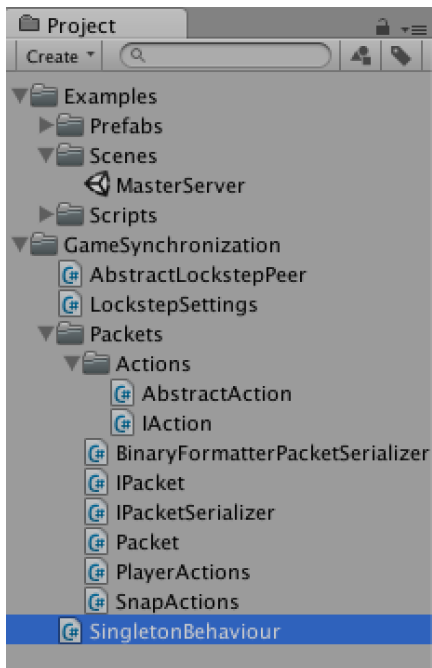 Project
Create
Examples
Prefabs
Scenes
MasterServer
Scripts
GameSynchronization
AbstractLockstepPeer
LockstepSettings
Packets
Actions
AbstractAction
IAction
BinaryFormatterPacketSerializer
IPacket
IPacketSerializer
Packet
PlayerActions
SnapActions
SingletonBehaviour